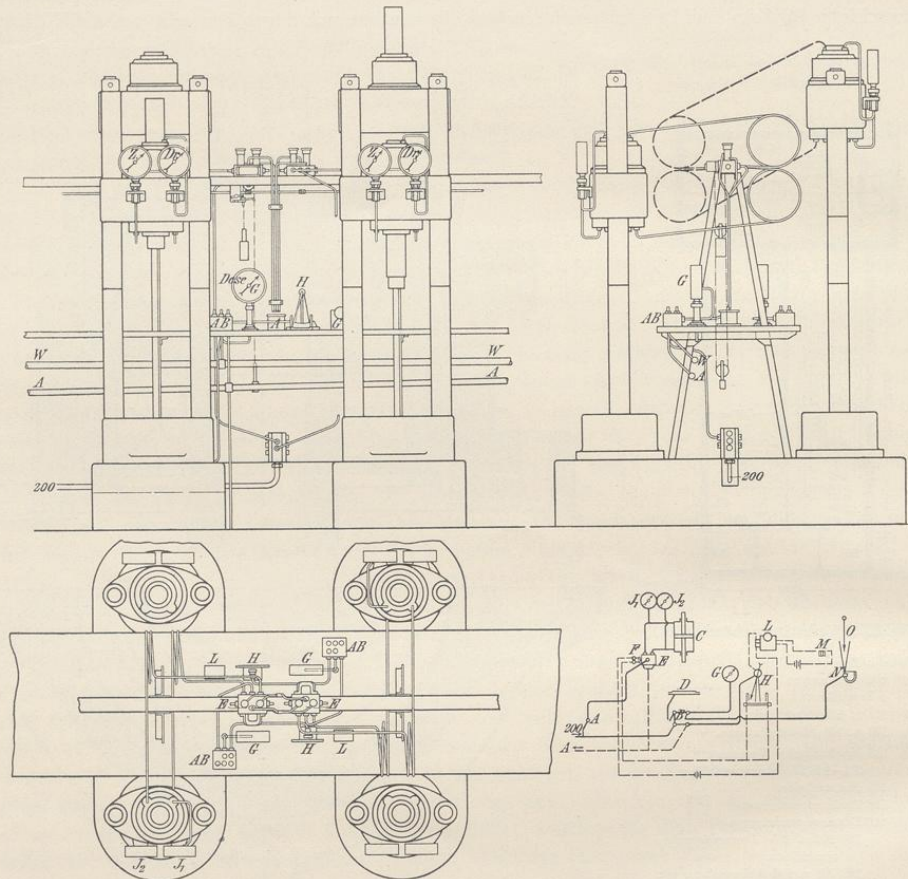 Z Dr
Z Dr
Dose
G
H
AB
A
G
W W
A A
200
G
AB
W
A
200
AB
L H G
E E
G H L
AB
J₂ J₁
J₁ J₂
L O
F C M
E
G H N
D
A B
200
A